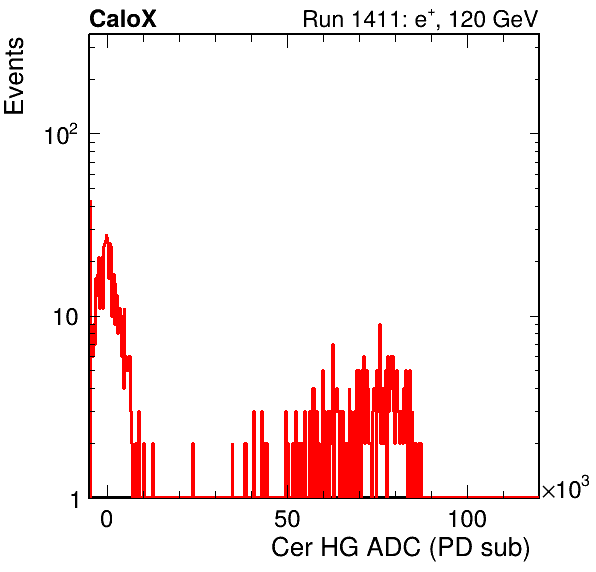 CaloX Run 1411: e⁺, 120 GeV
Events
10²
10
1
0 50 100 ×10³
Cer HG ADC (PD sub)